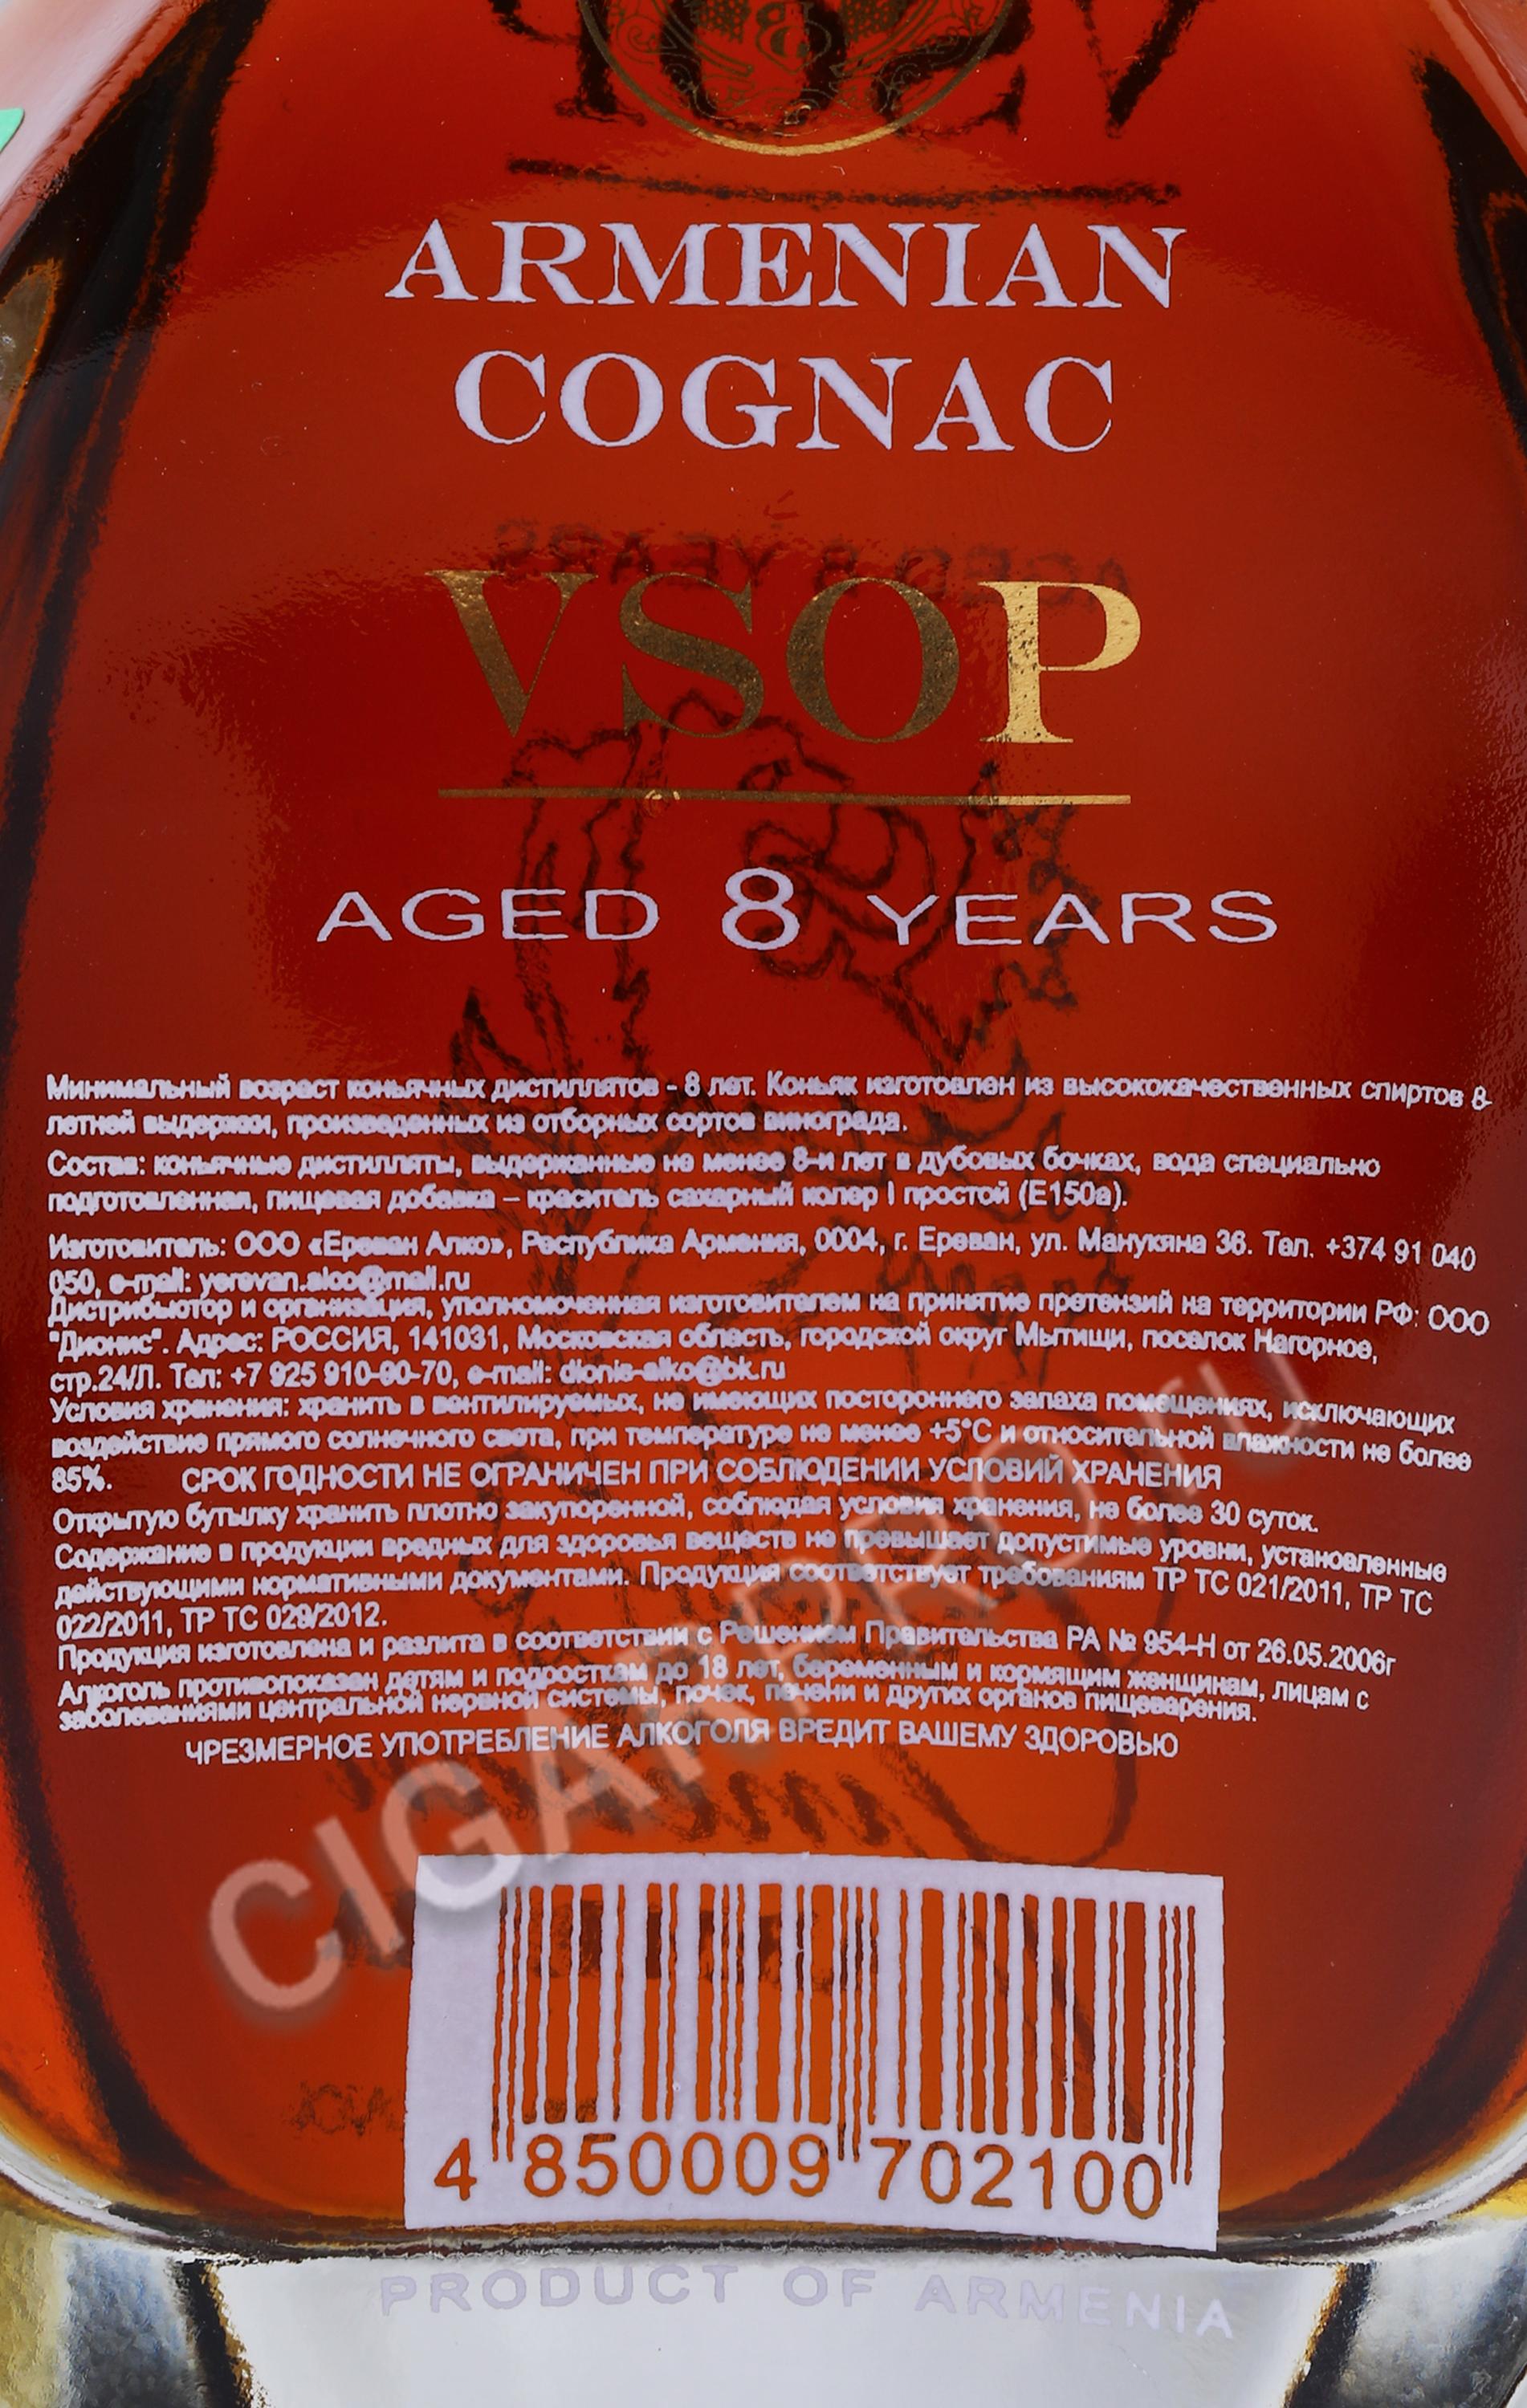 ARMENIAN
COGNAC
VSOP
AGED 8 YEARS
Минимальный возраст коньячных дистиллятов - 8 лет. Коньяк изготовлен из высококачественных спиртов 8-
летней выдержки, произведенных из отборных сортов винограда.
Состав: коньячные дистилляты, выдержанные не менее 8-и лет в дубовых бочках, вода специально
подготовленная, пищевая добавка – краситель сахарный колер I простой (Е150а).
Изготовитель: ООО «Ереван Алко», Республика Армения, 0004, г. Ереван, ул. Манукяна 36. Тел. +374 91 040
050, e-mail: yerevan.alco@mail.ru
Дистрибьютор и организация, уполномоченная изготовителем на принятие претензий на территории РФ: ООО
"Дионис". Адрес: РОССИЯ, 141031, Московская область, городской округ Мытищи, поселок Нагорное,
стр.24/Л. Тел: +7 925 910-90-70, e-mail: dionis-alko@bk.ru
Условия хранения: хранить в вентилируемых, не имеющих постороннего запаха помещениях, исключающих
воздействие прямого солнечного света, при температуре не менее +5°С и относительной влажности не более
85%. СРОК ГОДНОСТИ НЕ ОГРАНИЧЕН ПРИ СОБЛЮДЕНИИ УСЛОВИЙ ХРАНЕНИЯ
Открытую бутылку хранить плотно закупоренной, соблюдая условия хранения, не более 30 суток.
Содержание в продукции вредных для здоровья веществ не превышает допустимые уровни, установленные
действующими нормативными документами. Продукция соответствует требованиям ТР ТС 021/2011, ТР ТС
022/2011, ТР ТС 029/2012.
Продукция изготовлена и разлита в соответствии с Решением Правительства РА № 954-Н от 26.05.2006г
Алкоголь противопоказан детям и подросткам до 18 лет, беременным и кормящим женщинам, лицам с
заболеваниями центральной нервной системы, почек, печени и других органов пищеварения.
ЧРЕЗМЕРНОЕ УПОТРЕБЛЕНИЕ АЛКОГОЛЯ ВРЕДИТ ВАШЕМУ ЗДОРОВЬЮ
CIGARPRO.ru
4 850009 702100
PRODUCT OF ARMENIA